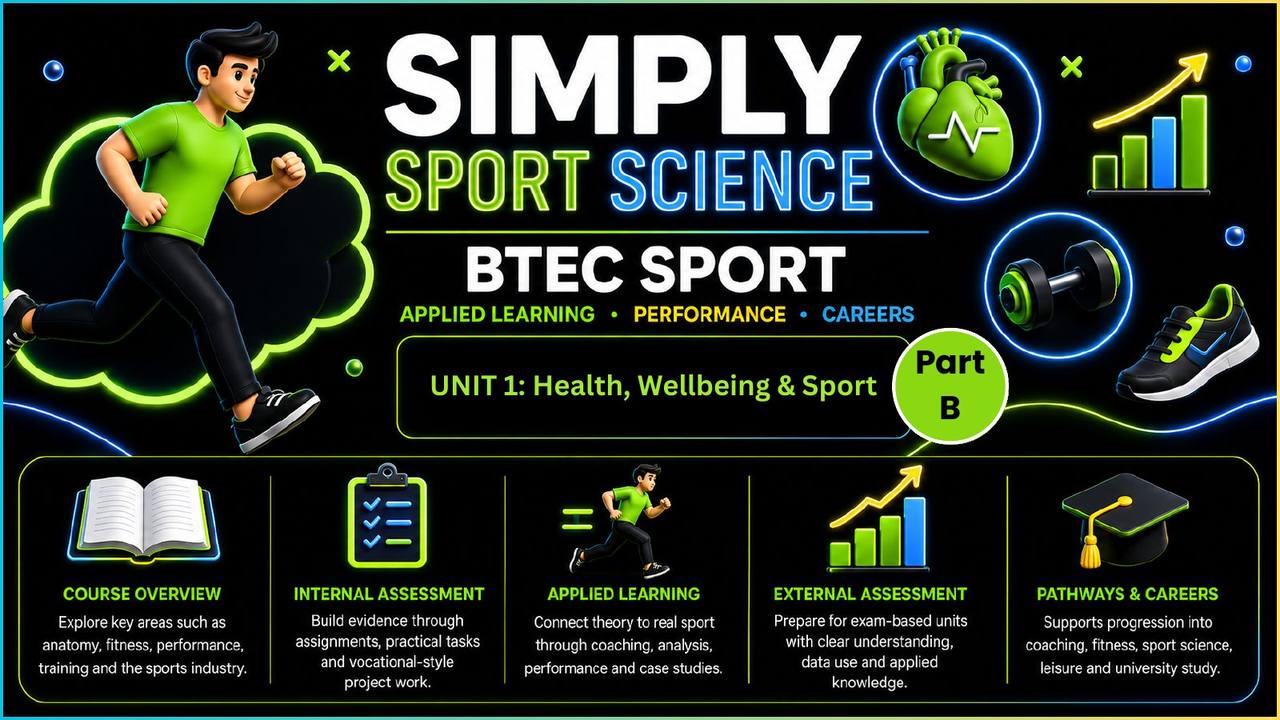 SIMPLY
SPORT SCIENCE
BTEC SPORT
APPLIED LEARNING • PERFORMANCE • CAREERS
UNIT 1: Health, Wellbeing & Sport
Part
B
COURSE OVERVIEW
Explore key areas such as
anatomy, fitness, performance,
training and the sports industry.
INTERNAL ASSESSMENT
Build evidence through
assignments, practical tasks
and vocational-style
project work.
APPLIED LEARNING
Connect theory to real sport
through coaching, analysis,
performance and case studies.
EXTERNAL ASSESSMENT
Prepare for exam-based units
with clear understanding,
data use and applied
knowledge.
PATHWAYS & CAREERS
Supports progression into
coaching, fitness, sport science,
leisure and university study.